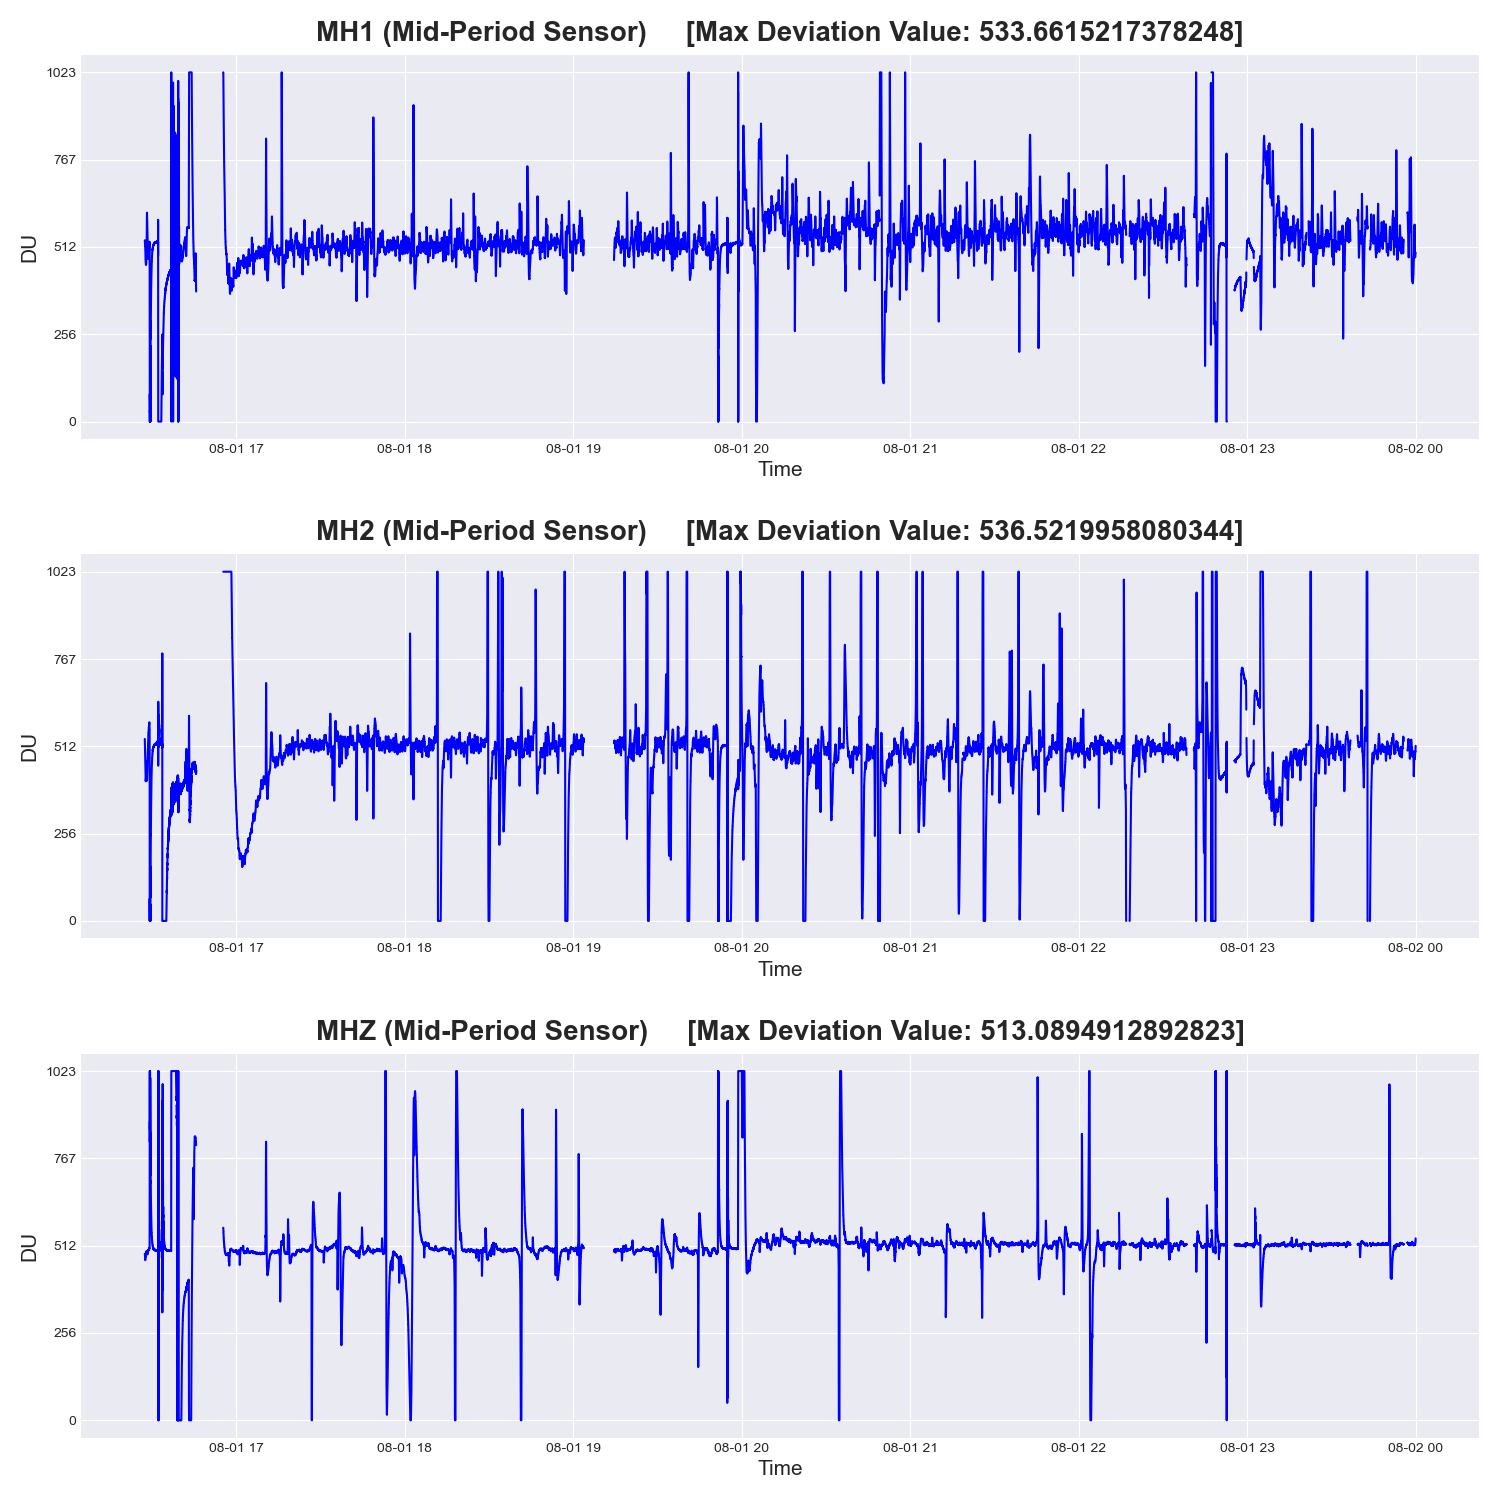 MH1 (Mid-Period Sensor) [Max Deviation Value: 533.6615217378248]
1023
767
512
256
0
DU
08-01 17 08-01 18 08-01 19 08-01 20 08-01 21 08-01 22 08-01 23 08-02 00
Time
MH2 (Mid-Period Sensor) [Max Deviation Value: 536.5219958080344]
1023
767
512
256
0
DU
08-01 17 08-01 18 08-01 19 08-01 20 08-01 21 08-01 22 08-01 23 08-02 00
Time
MHZ (Mid-Period Sensor) [Max Deviation Value: 513.0894912892823]
1023
767
512
256
0
DU
08-01 17 08-01 18 08-01 19 08-01 20 08-01 21 08-01 22 08-01 23 08-02 00
Time